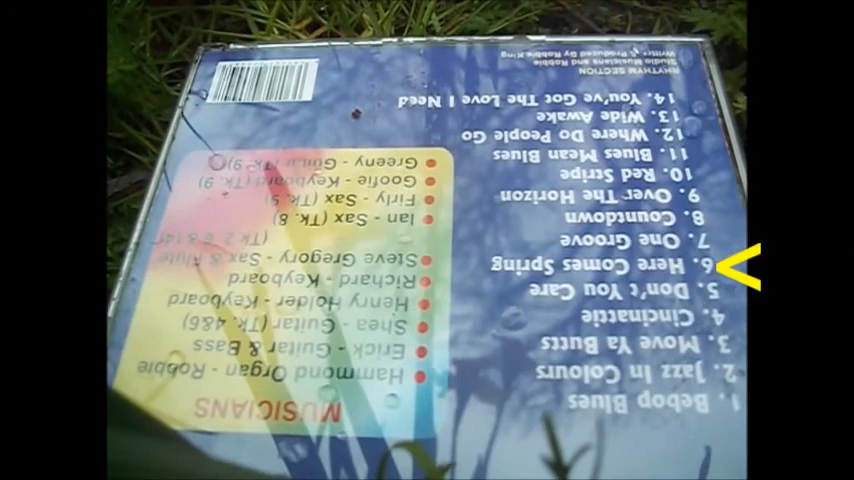 1. Bebop Blues
2. Jazz In Colours
3. Move Ya Butts
4. Cincinattie
5. Don't You Care
6. Here Comes Spring
7. One Groove
8. Countdown
9. Over The Horizon
10. Red Stripe
11. Blues Mean Blues
12. Where Do People Go
13. Wide Awake
14. You've Got The Love I Need
RHYTHM SECTION
Studio Musicians and Robbie
Written & Produced By Robbie King
MUSICIANS
Hammond Organ - Robbie
Erick - Guitar & Bass
Shea - Guitar (Tk. 4&6)
Henry Holder - Keyboard
Richard - Keyboard
Steve Gregory - Sax & Flute
(Tk 2, 6 &14)
Ian - Sax (Tk. 8)
Firly - Sax (Tk. 9)
Goofie - Keyboard (Tk. 9)
Greeny - Guitar (Tk. 9)
<